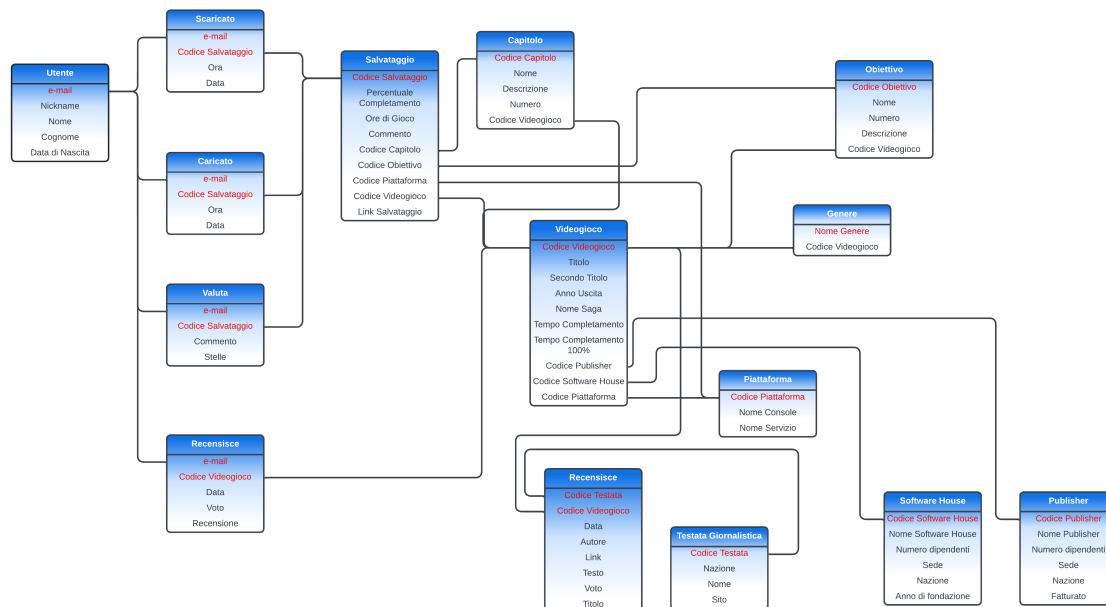 Utente
e-mail
Nickname
Nome
Cognome
Data di Nascita
Scaricato
e-mail
Codice Salvataggio
Ora
Data
Caricato
e-mail
Codice Salvataggio
Ora
Data
Valuta
e-mail
Codice Salvataggio
Commento
Stelle
Recensisce
e-mail
Codice Videogioco
Data
Voto
Recensione
Salvataggio
Codice Salvataggio
Percentuale
Completamento
Ore di Gioco
Commento
Codice Capitolo
Codice Obiettivo
Codice Piattaforma
Codice Videogioco
Link Salvataggio
Capitolo
Codice Capitolo
Nome
Descrizione
Numero
Codice Videogioco
Videogioco
Codice Videogioco
Titolo
Secondo Titolo
Anno Uscita
Nome Saga
Tempo Completamento
Tempo Completamento
100%
Codice Publisher
Codice Software House
Codice Piattaforma
Obiettivo
Codice Obiettivo
Nome
Numero
Descrizione
Codice Videogioco
Genere
Nome Genere
Codice Videogioco
Piattaforma
Codice Piattaforma
Nome Console
Nome Servizio
Recensisce
Codice Testata
Codice Videogioco
Data
Autore
Link
Testo
Voto
Titolo
Testata Giornalistica
Codice Testata
Nazione
Nome
Sito
Software House
Codice Software House
Nome Software House
Numero dipendenti
Sede
Nazione
Anno di fondazione
Publisher
Codice Publisher
Nome Publisher
Numero dipendenti
Sede
Nazione
Fatturato